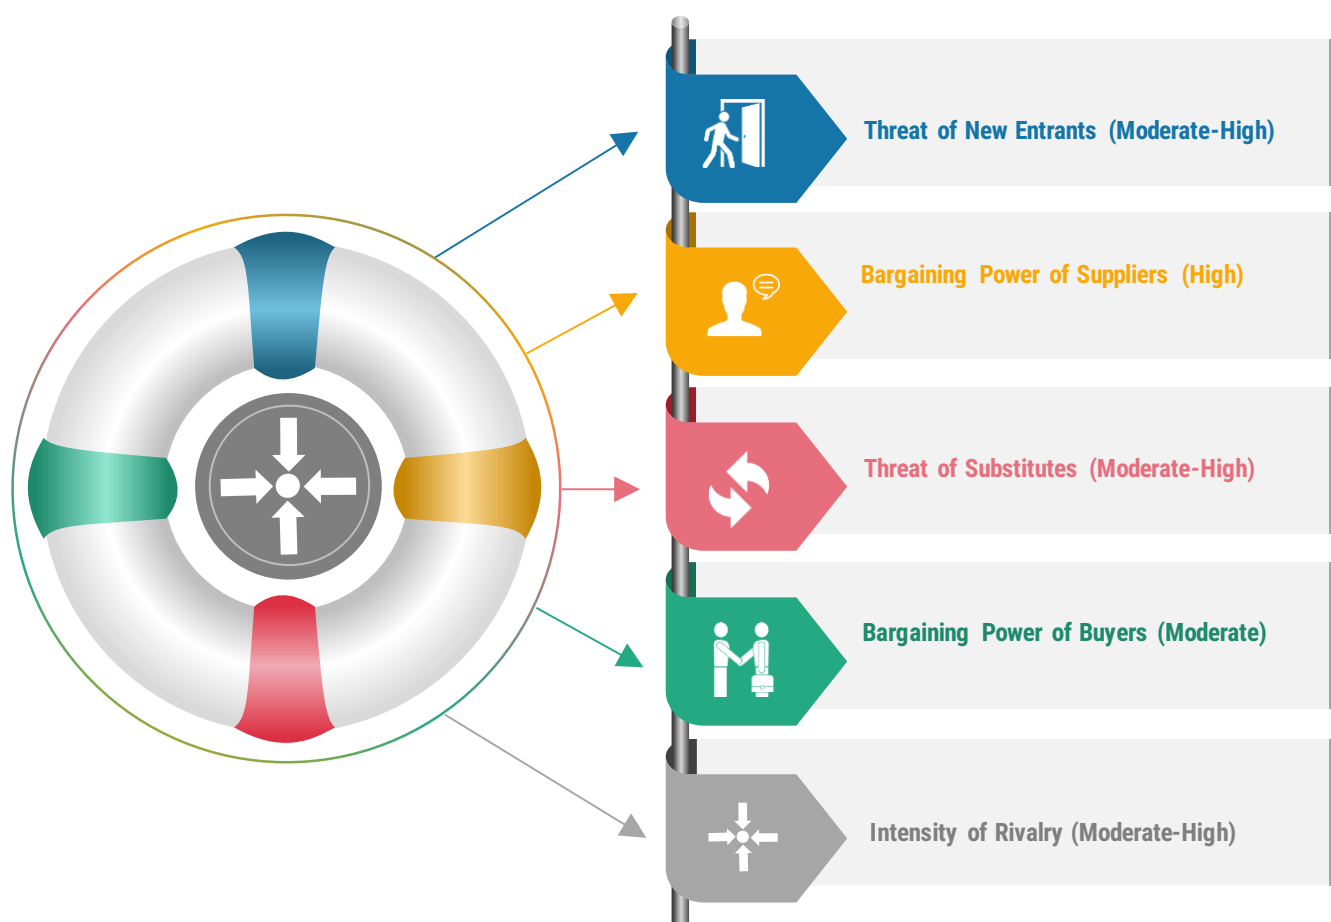 Threat of New Entrants (Moderate-High)
Bargaining Power of Suppliers (High)
Threat of Substitutes (Moderate-High)
Bargaining Power of Buyers (Moderate)
Intensity of Rivalry (Moderate-High)